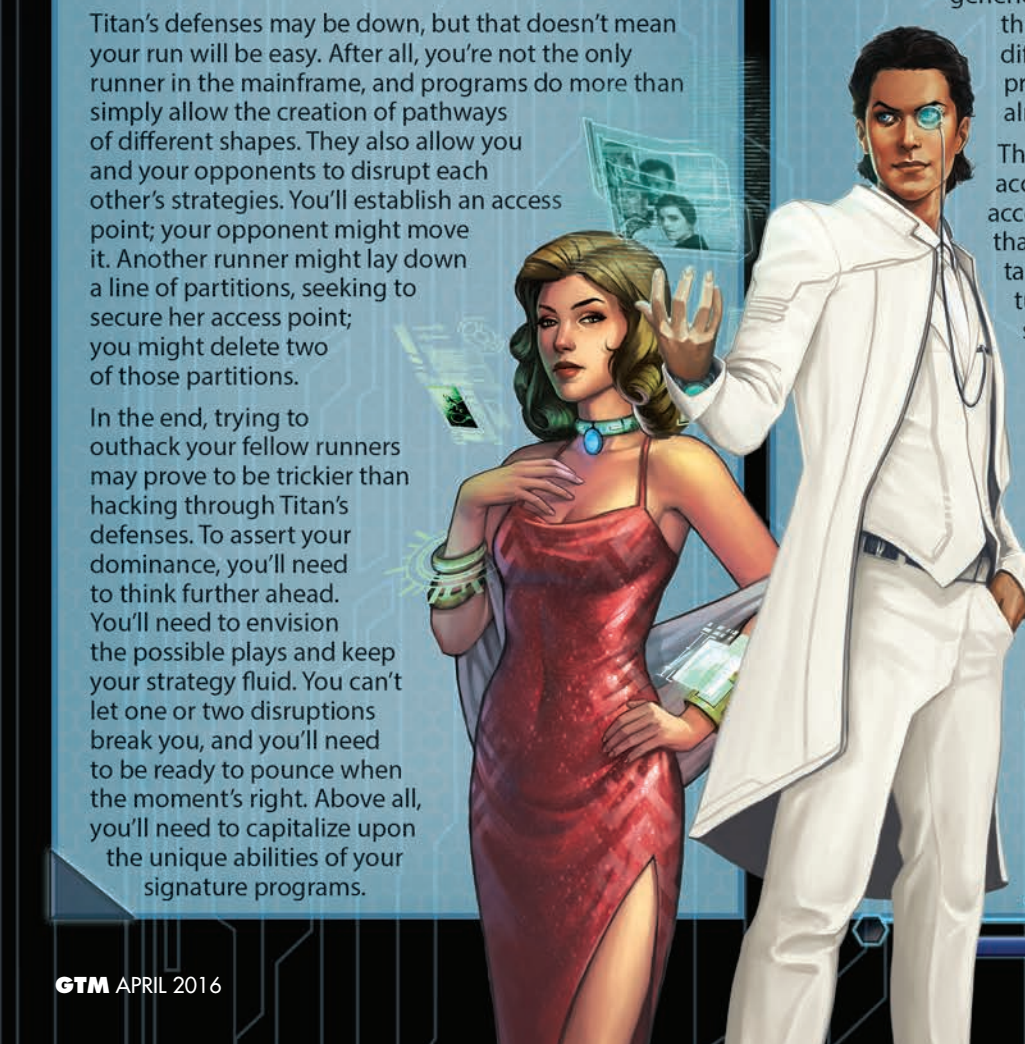 Titan’s defenses may be down, but that doesn’t mean
your run will be easy. After all, you’re not the only
runner in the mainframe, and programs do more than
simply allow the creation of pathways
of different shapes. They also allow you
and your opponents to disrupt each
other’s strategies. You’ll establish an access
point; your opponent might move
it. Another runner might lay down
a line of partitions, seeking to
secure her access point;
you might delete two
of those partitions.
In the end, trying to
outhack your fellow runners
may prove to be trickier than
hacking through Titan’s
defenses. To assert your
dominance, you’ll need
to think further ahead.
You’ll need to envision
the possible plays and keep
your strategy fluid. You can’t
let one or two disruptions
break you, and you’ll need
to be ready to pounce when
the moment’s right. Above all,
you’ll need to capitalize upon
the unique abilities of your
signature programs.
GTM APRIL 2016